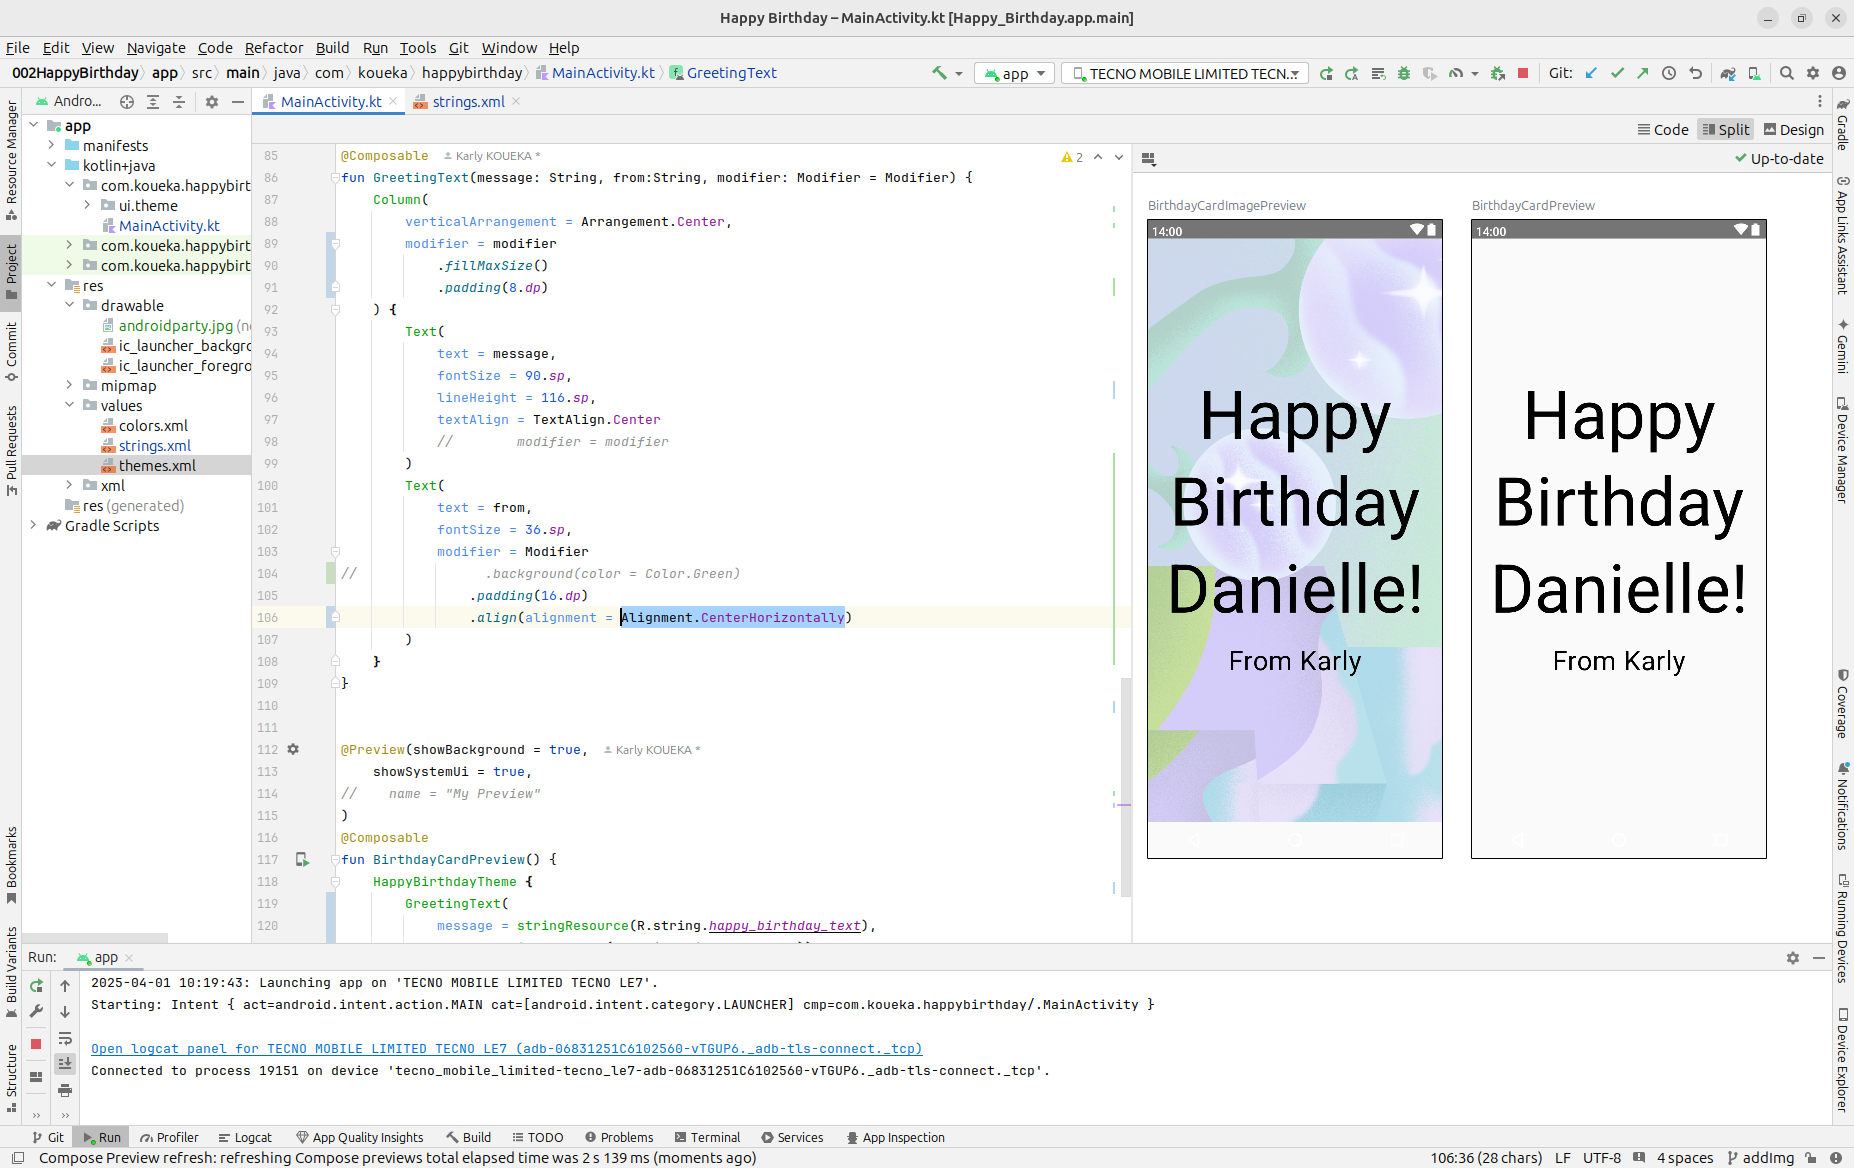 Happy Birthday – MainActivity.kt [Happy_Birthday.app.main]
File Edit View Navigate Code Refactor Build Run Tools Git Window Help
002HappyBirthday app src main java com koueka happybirthday MainActivity.kt GreetingText
app TECNO MOBILE LIMITED TECN... Git:
Andro...
MainActivity.kt strings.xml
Code Split Design
Up-to-date
app
manifests
kotlin+java
com.koueka.happybirt
ui.theme
MainActivity.kt
com.koueka.happybirt
com.koueka.happybirt
res
drawable
androidparty.jpg
ic_launcher_backgro
ic_launcher_foregro
mipmap
values
colors.xml
strings.xml
themes.xml
xml
res (generated)
Gradle Scripts
Resource Manager
Project
Commit
Pull Requests
Bookmarks
Build Variants
Structure
85 @Composable Karly KOUEKA *
86 fun GreetingText(message: String, from:String, modifier: Modifier = Modifier) {
87 Column(
88 verticalArrangement = Arrangement.Center,
89 modifier = modifier
90 .fillMaxSize()
91 .padding(8.dp)
92 ) {
93 Text(
94 text = message,
95 fontSize = 90.sp,
96 lineHeight = 116.sp,
97 textAlign = TextAlign.Center
98 // modifier = modifier
99 )
100 Text(
101 text = from,
102 fontSize = 36.sp,
103 modifier = Modifier
104 // .background(color = Color.Green)
105 .padding(16.dp)
106 .align(alignment = Alignment.CenterHorizontally)
107 )
108 }
109 }
110
111
112 @Preview(showBackground = true, Karly KOUEKA *
113 showSystemUi = true,
114 // name = "My Preview"
115 )
116 @Composable
117 fun BirthdayCardPreview() {
118 HappyBirthdayTheme {
119 GreetingText(
120 message = stringResource(R.string.happy_birthday_text),
2
BirthdayCardImagePreview
14:00
Happy
Birthday
Danielle!
From Karly
BirthdayCardPreview
14:00
Happy
Birthday
Danielle!
From Karly
Gradle
App Links Assistant
Gemini
Device Manager
Coverage
Notifications
Running Devices
Device Explorer
Run: app
2025-04-01 10:19:43: Launching app on 'TECNO MOBILE LIMITED TECNO LE7'.
Starting: Intent { act=android.intent.action.MAIN cat=[android.intent.category.LAUNCHER] cmp=com.koueka.happybirthday/.MainActivity }
Open logcat panel for TECNO MOBILE LIMITED TECNO LE7 (adb-06831251C6102560-vTGUP6._adb-tls-connect._tcp)
Connected to process 19151 on device 'tecno_mobile_limited-tecno_le7-adb-06831251C6102560-vTGUP6._adb-tls-connect._tcp'.
Git Run Profiler Logcat App Quality Insights Build TODO Problems Terminal Services App Inspection
Compose Preview refresh: refreshing Compose previews total elapsed time was 2 s 139 ms (moments ago) 106:36 (28 chars) LF UTF-8 4 spaces addImg